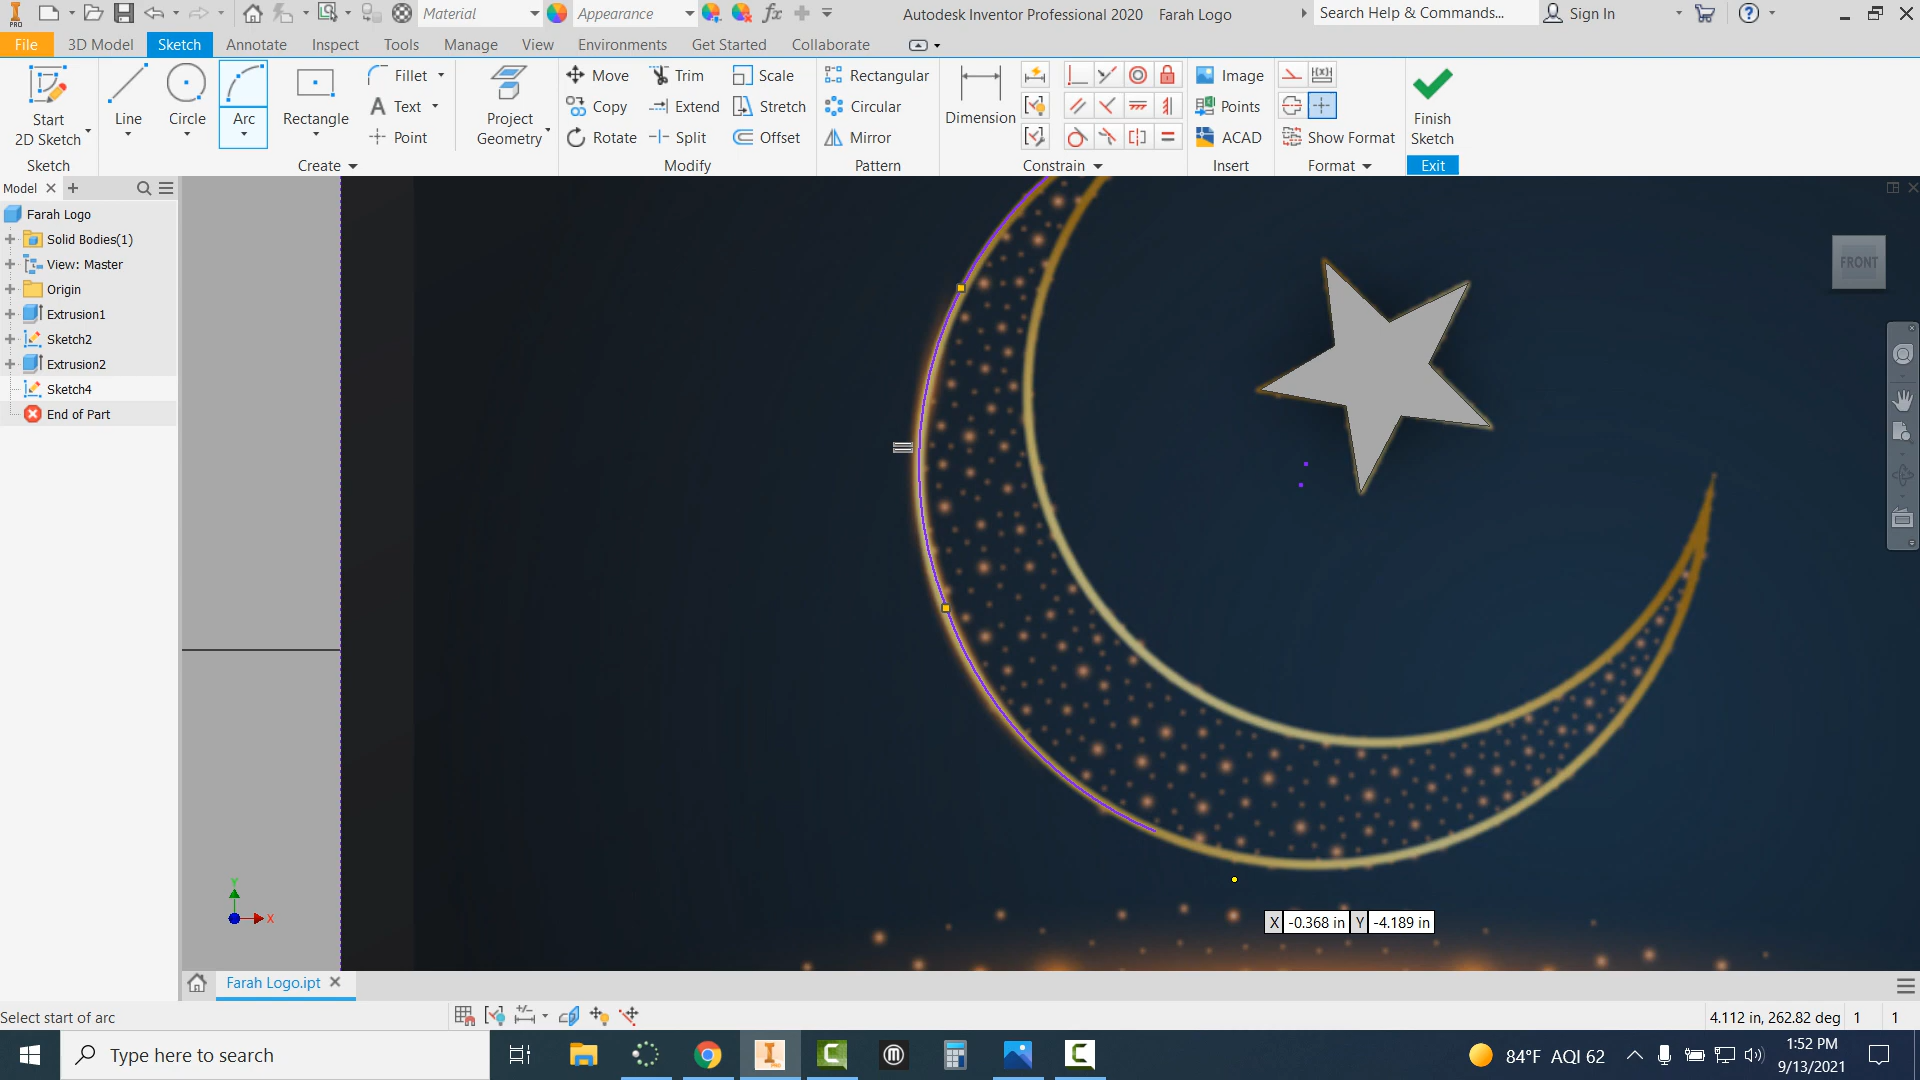 PRO Material Appearance fx Autodesk Inventor Professional 2020 Farah Logo Search Help & Commands... Sign In ?
File 3D Model Sketch Annotate Inspect Tools Manage View Environments Get Started Collaborate
Start 2D Sketch Line Circle Arc Rectangle Fillet Text Point Project Geometry
Move Copy Rotate Trim Extend Split Scale Stretch Offset
Rectangular Circular Mirror Dimension
Image Points ACAD Show Format Finish Sketch
Sketch Create Modify Pattern Constrain Insert Format Exit
Model
Farah Logo
Solid Bodies(1)
View: Master
Origin
Extrusion1
Sketch2
Extrusion2
Sketch4
End of Part
FRONT
X -0.368 in Y -4.189 in
Y
X
Farah Logo.ipt
Select start of arc
4.112 in, 262.82 deg 1 1
Type here to search
84°F AQI 62
1:52 PM
9/13/2021